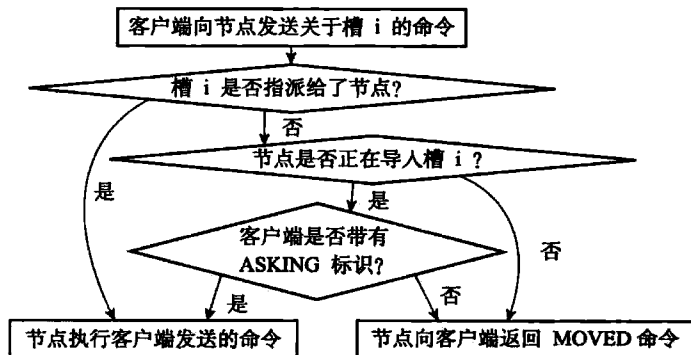 客户端向节点发送关于槽 i 的命令
槽 i 是否指派给了节点?
否
节点是否正在导人槽 i ?
是
是
客户端是否带有
ASKING 标识?
否
是
否
节点执行客户端发送的命令
节点向客户端返回 MOVED 命令